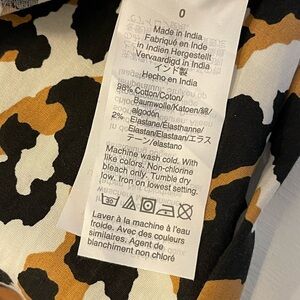 0
Made in India
Fabriqué en Inde
In Indien Hergestellt
Vervaardigd in India
インド製
Hecho en India
98% Cotton/Coton/
Baumwolle/Katoen/綿/
algodón
2% Elastane/Élasthanne/
Elastan/Elastaan/エラス
テーン/elastano
Machine wash cold. With
like colors. Non-chlorine
bleach only. Tumble dry
low. Iron on lowest setting.
Laver à la machine à l'eau
froide. Avec des couleurs
similaires. Agent de
blanchiment non chloré